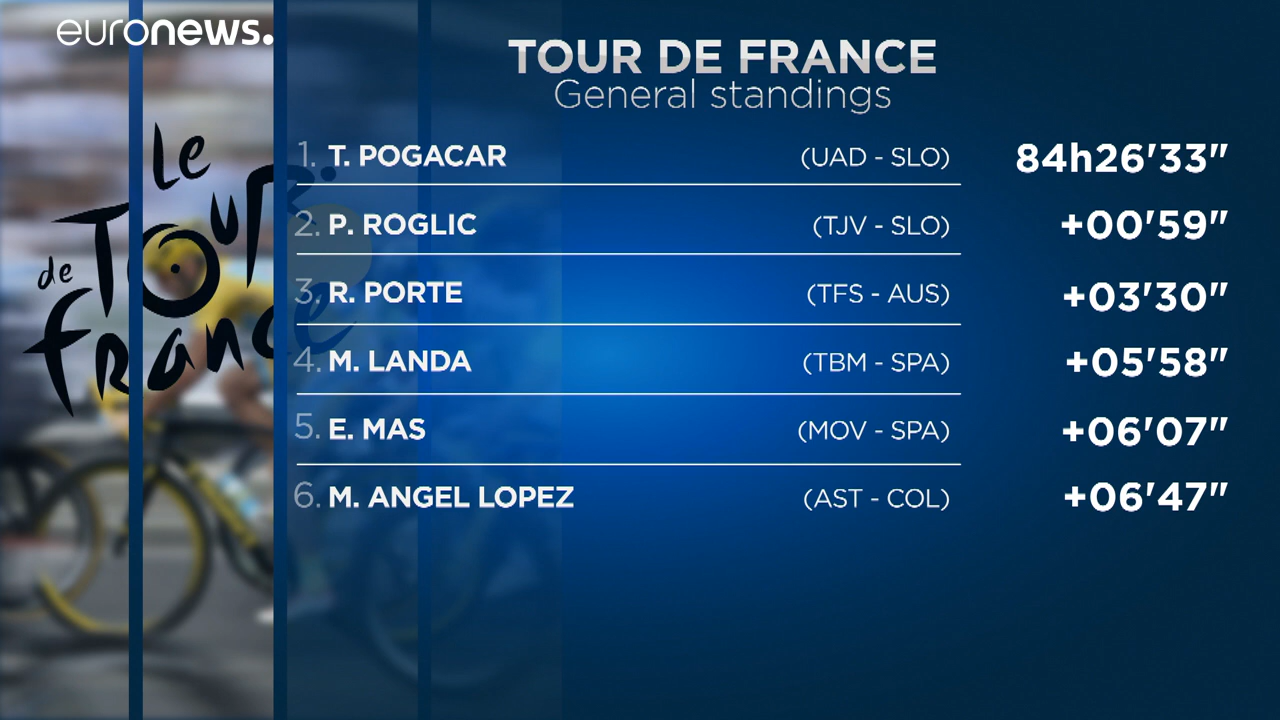 euronews.
TOUR DE FRANCE
General standings
Le
TOUR
de
france
1. T. POGACAR (UAD - SLO) 84h26'33"
2. P. ROGLIC (TJV - SLO) +00'59"
3. R. PORTE (TFS - AUS) +03'30"
4. M. LANDA (TBM - SPA) +05'58"
5. E. MAS (MOV - SPA) +06'07"
6. M. ANGEL LOPEZ (AST - COL) +06'47"